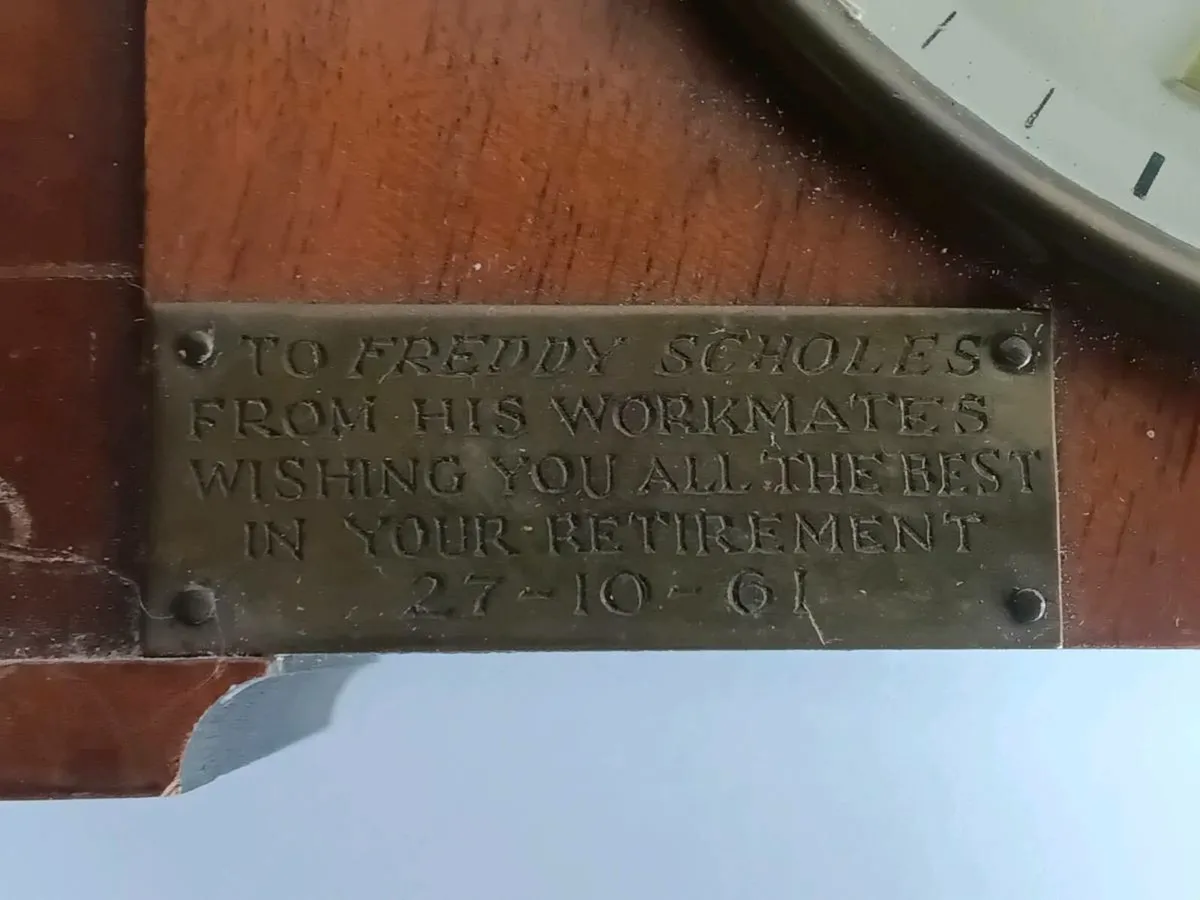 TO FREDDY SCHOLES
FROM HIS WORKMATES
WISHING YOU ALL THE BEST
IN YOUR RETIREMENT
27-10-61